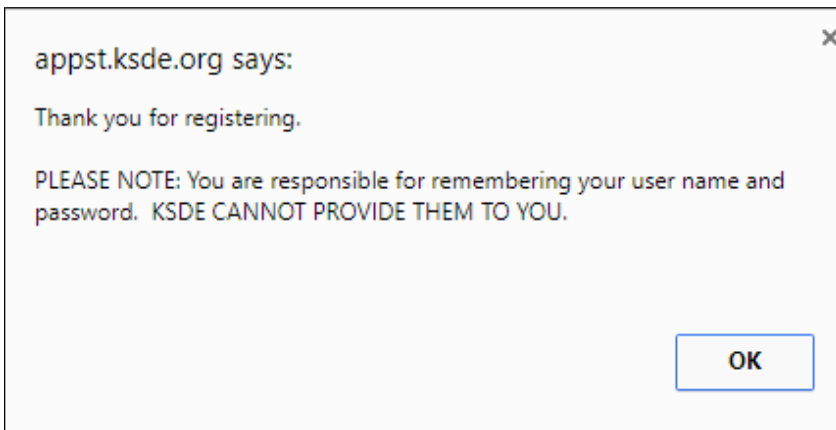 appst.ksde.org says:
Thank you for registering.
PLEASE NOTE: You are responsible for remembering your user name and
password.  KSDE CANNOT PROVIDE THEM TO YOU.
OK